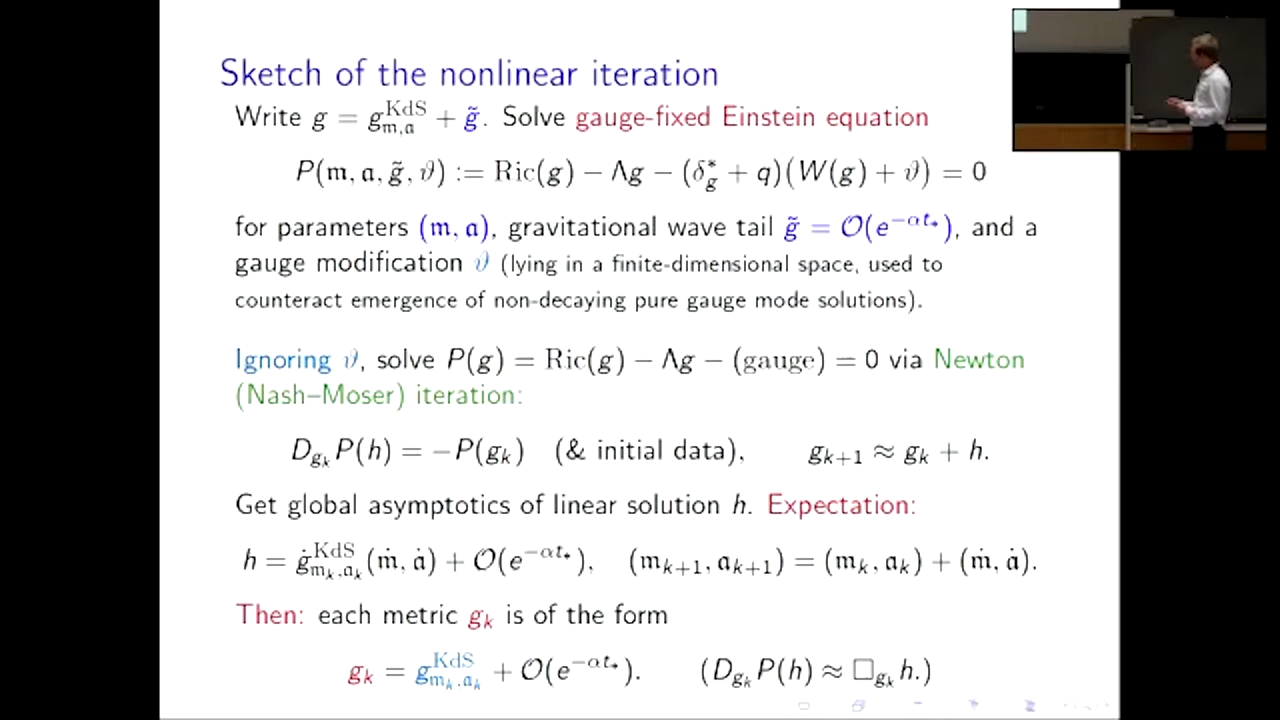 Sketch of the nonlinear iteration
Write g = g^{KdS}_{𝔪,𝔞} + g̃. Solve gauge-fixed Einstein equation
P(𝔪, 𝔞, g̃, ϑ) := Ric(g) − Λg − (δ*_g + q)(W(g) + ϑ) = 0
for parameters (𝔪, 𝔞), gravitational wave tail g̃ = 𝒪(e^{−αt_*}), and a
gauge modification ϑ (lying in a finite-dimensional space, used to
counteract emergence of non-decaying pure gauge mode solutions).
Ignoring ϑ, solve P(g) = Ric(g) − Λg − (gauge) = 0 via Newton
(Nash–Moser) iteration:
D_{g_k}P(h) = −P(g_k) (& initial data), g_{k+1} ≈ g_k + h.
Get global asymptotics of linear solution h. Expectation:
h = ġ^{KdS}_{𝔪_k,𝔞_k}(𝔪̇, 𝔞̇) + 𝒪(e^{−αt_*}), (𝔪_{k+1}, 𝔞_{k+1}) = (𝔪_k, 𝔞_k) + (𝔪̇, 𝔞̇).
Then: each metric g_k is of the form
g_k = g^{KdS}_{𝔪_k,𝔞_k} + 𝒪(e^{−αt_*}). (D_{g_k}P(h) ≈ □_{g_k}h.)